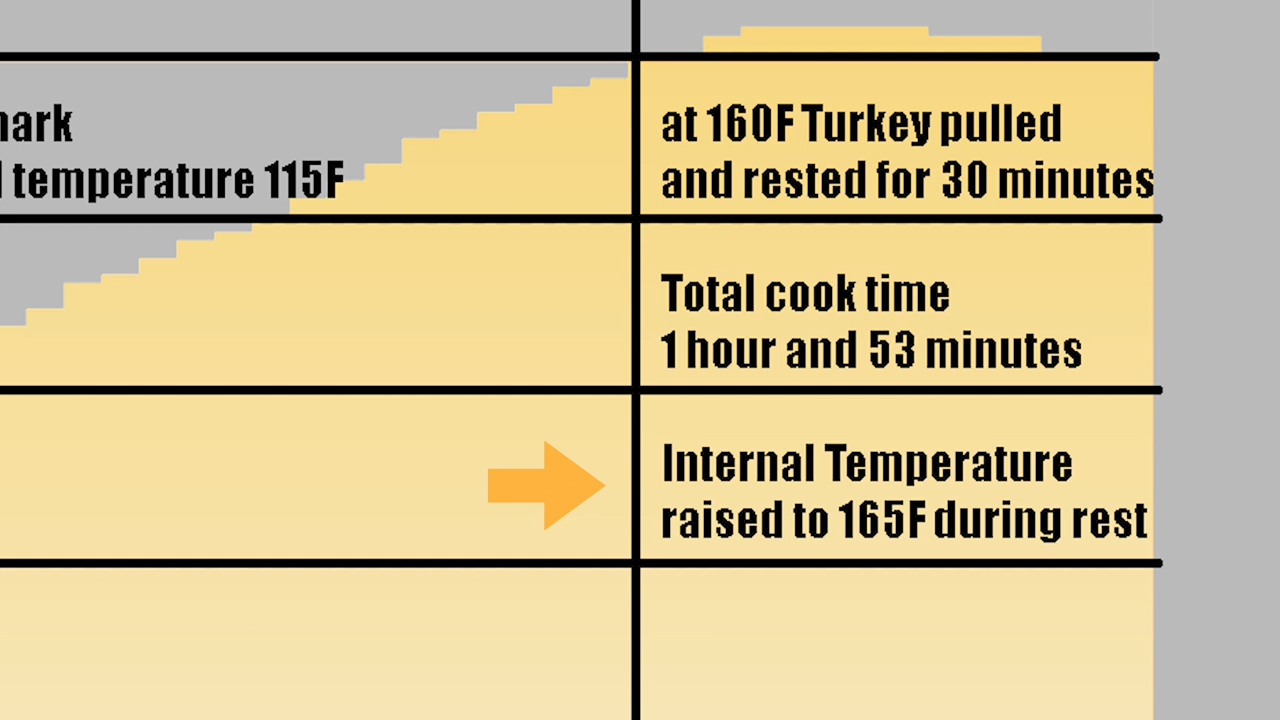 temperature 115F
at 160F Turkey pulled
and rested for 30 minutes
Total cook time
1 hour and 53 minutes
Internal Temperature
raised to 165F during rest